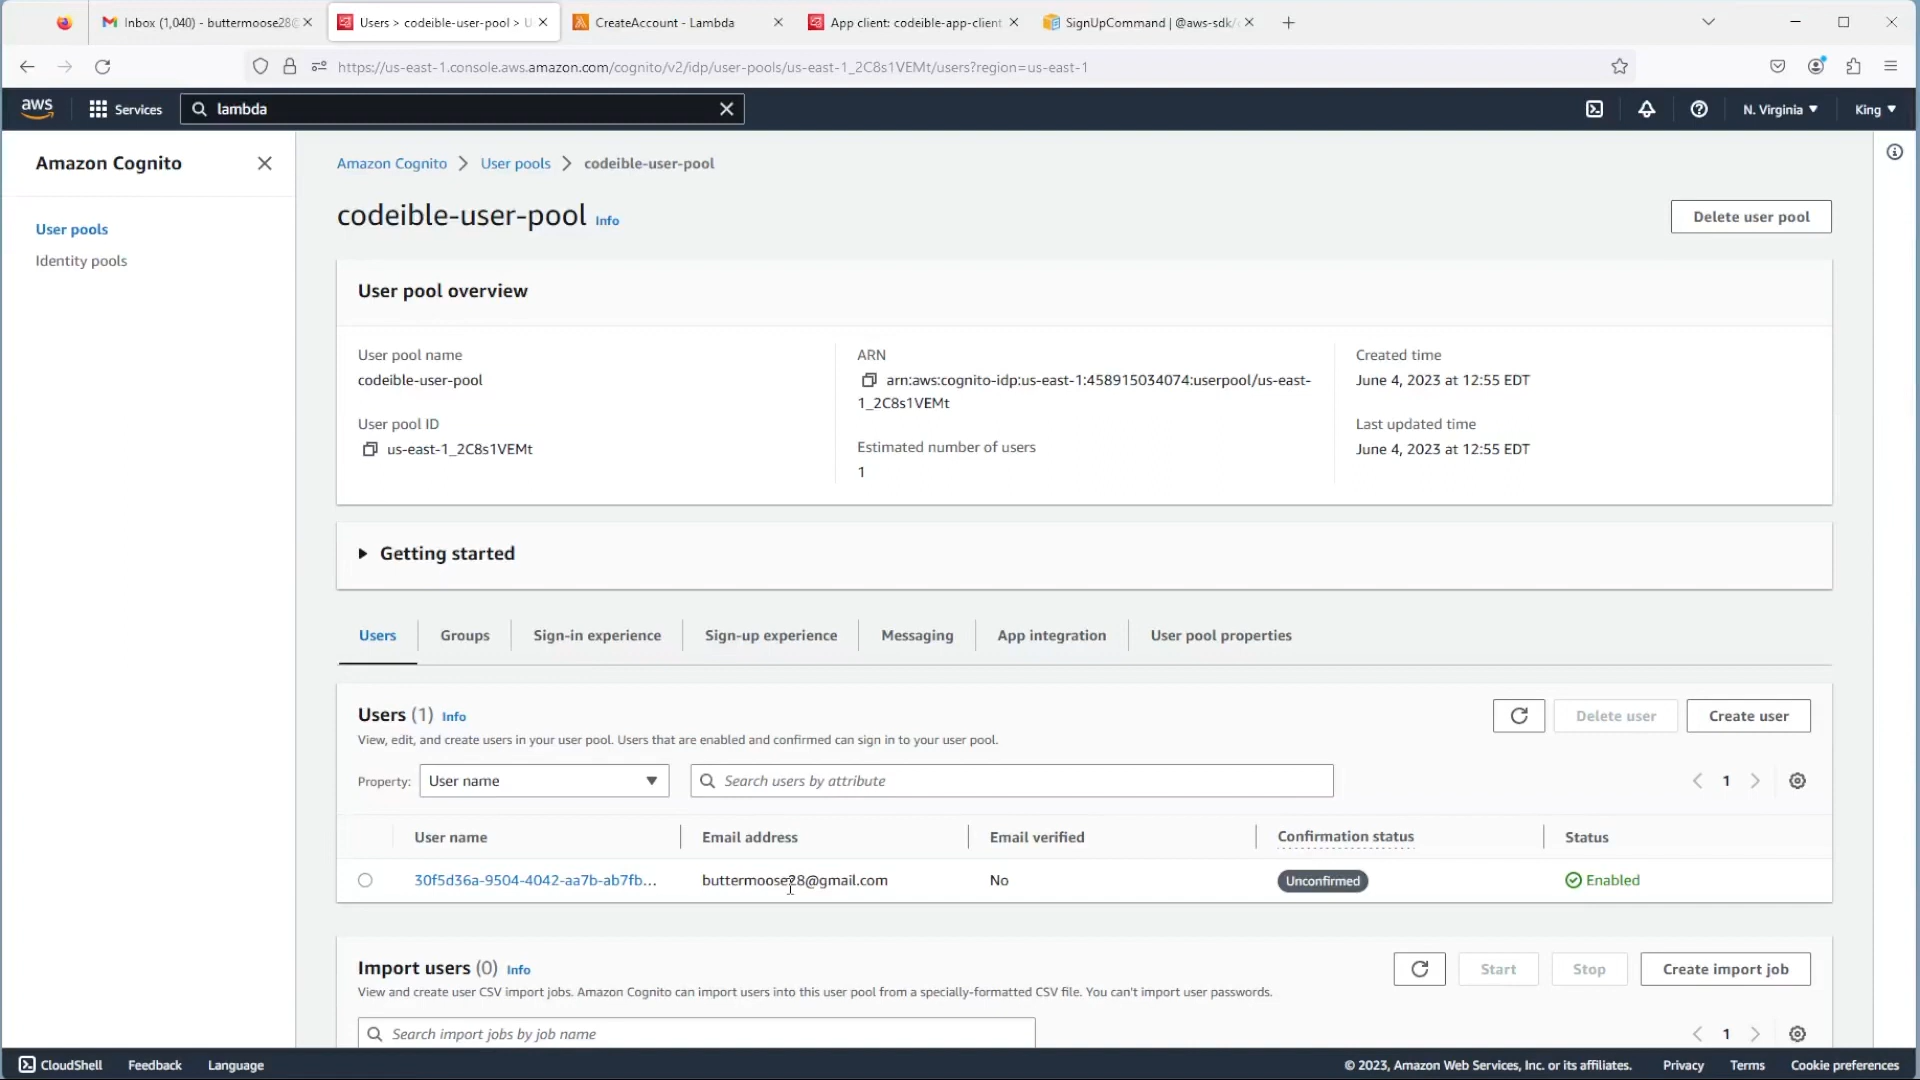 Inbox (1,040) - buttermoose28@
Users > codeible-user-pool > U
CreateAccount - Lambda
App client: codeible-app-client
SignUpCommand | @aws-sdk/c
https://us-east-1.console.aws.amazon.com/cognito/v2/idp/user-pools/us-east-1_2C8s1VEMt/users?region=us-east-1
aws
Services
lambda
N. Virginia
King
Amazon Cognito
User pools
Identity pools
Amazon Cognito
User pools
codeible-user-pool
codeible-user-pool Info
Delete user pool
User pool overview
User pool name
codeible-user-pool
User pool ID
us-east-1_2C8s1VEMt
ARN
arn:aws:cognito-idp:us-east-1:458915034074:userpool/us-east-
1_2C8s1VEMt
Estimated number of users
1
Created time
June 4, 2023 at 12:55 EDT
Last updated time
June 4, 2023 at 12:55 EDT
Getting started
Users
Groups
Sign-in experience
Sign-up experience
Messaging
App integration
User pool properties
Users (1) Info
View, edit, and create users in your user pool. Users that are enabled and confirmed can sign in to your user pool.
Delete user
Create user
Property:
User name
Search users by attribute
1
User name
Email address
Email verified
Confirmation status
Status
30f5d36a-9504-4042-aa7b-ab7fb...
buttermoose28@gmail.com
No
Unconfirmed
Enabled
Import users (0) Info
View and create user CSV import jobs. Amazon Cognito can import users into this user pool from a specially-formatted CSV file. You can't import user passwords.
Start
Stop
Create import job
Search import jobs by job name
1
CloudShell
Feedback
Language
© 2023, Amazon Web Services, Inc. or its affiliates.
Privacy
Terms
Cookie preferences